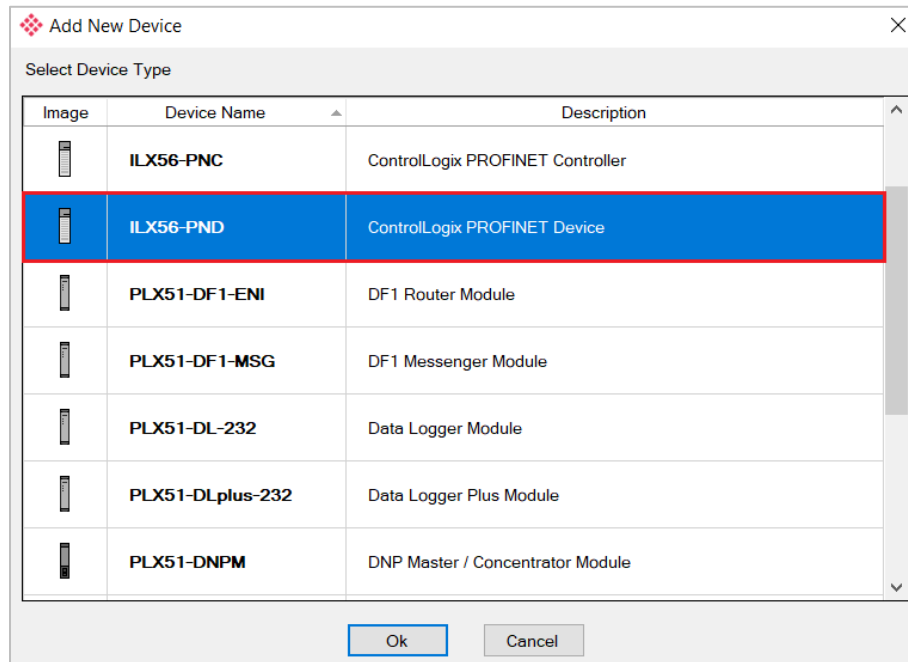 Add New Device
Select Device Type
Image Device Name Description
ILX56-PNC ControlLogix PROFINET Controller
ILX56-PND ControlLogix PROFINET Device
PLX51-DF1-ENI DF1 Router Module
PLX51-DF1-MSG DF1 Messenger Module
PLX51-DL-232 Data Logger Module
PLX51-DLplus-232 Data Logger Plus Module
PLX51-DNPM DNP Master / Concentrator Module
Ok Cancel